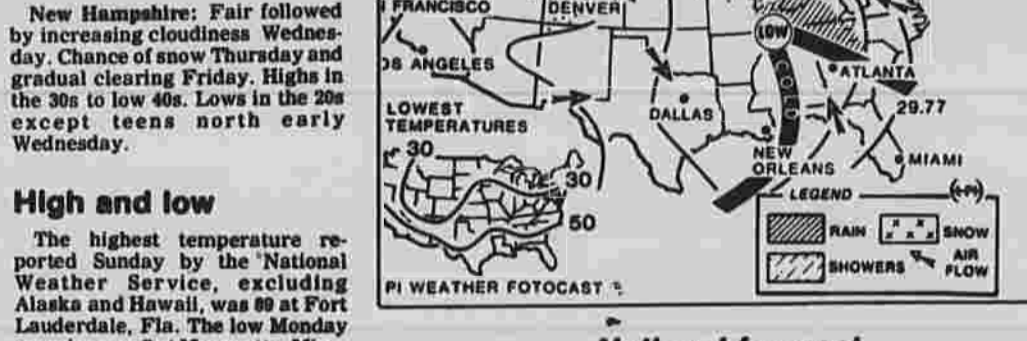 New Hampshire: Fair followed
by increasing cloudiness Wednes-
day. Chance of snow Thursday and
gradual clearing Friday. Highs in
the 30s to low 40s. Lows in the 20s
except teens north early
Wednesday.
High and low
The highest temperature re-
ported Sunday by the National
Weather Service, excluding
Alaska and Hawaii, was 89 at Fort
Lauderdale, Fla. The low Monday
FRANCISCO
DENVER
LOW
OS ANGELES
ATLANTA
DALLAS
29.77
NEW
ORLEANS
MIAMI
LOWEST
TEMPERATURES
30
30
50
LEGEND
RAIN
SNOW
SHOWERS
AIR
FLOW
PI WEATHER FOTOCAST